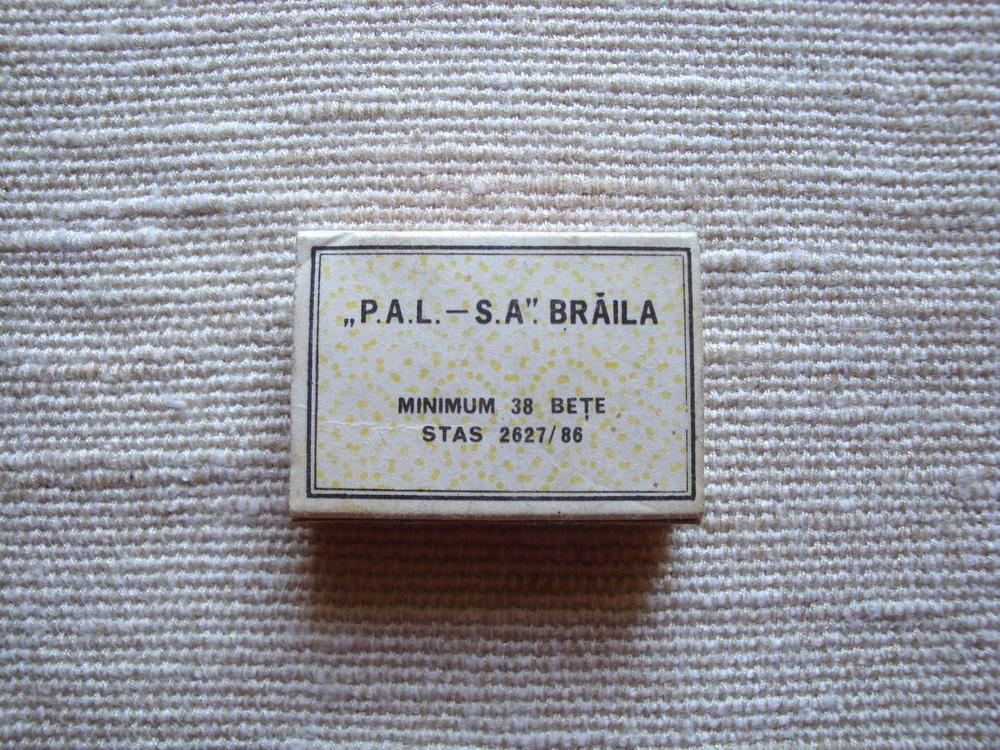 „P.A.L. – S.A”. BRĂILA
MINIMUM 38 BEȚE
STAS 2627/86